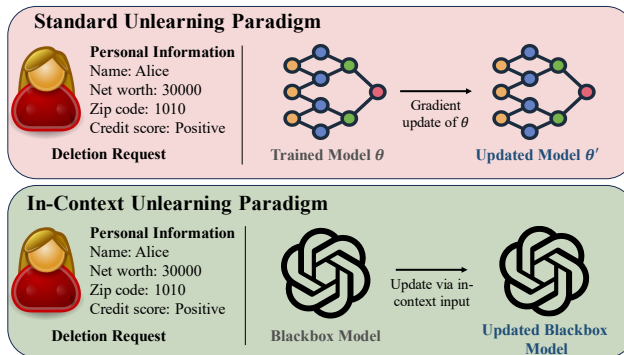 Standard Unlearning Paradigm
Personal Information
Name: Alice
Net worth: 30000
Zip code: 1010
Credit score: Positive
Deletion Request
Gradient
update of θ
Trained Model θ
Updated Model θ′
In-Context Unlearning Paradigm
Personal Information
Name: Alice
Net worth: 30000
Zip code: 1010
Credit score: Positive
Deletion Request
Update via in-
context input
Blackbox Model
Updated Blackbox
Model